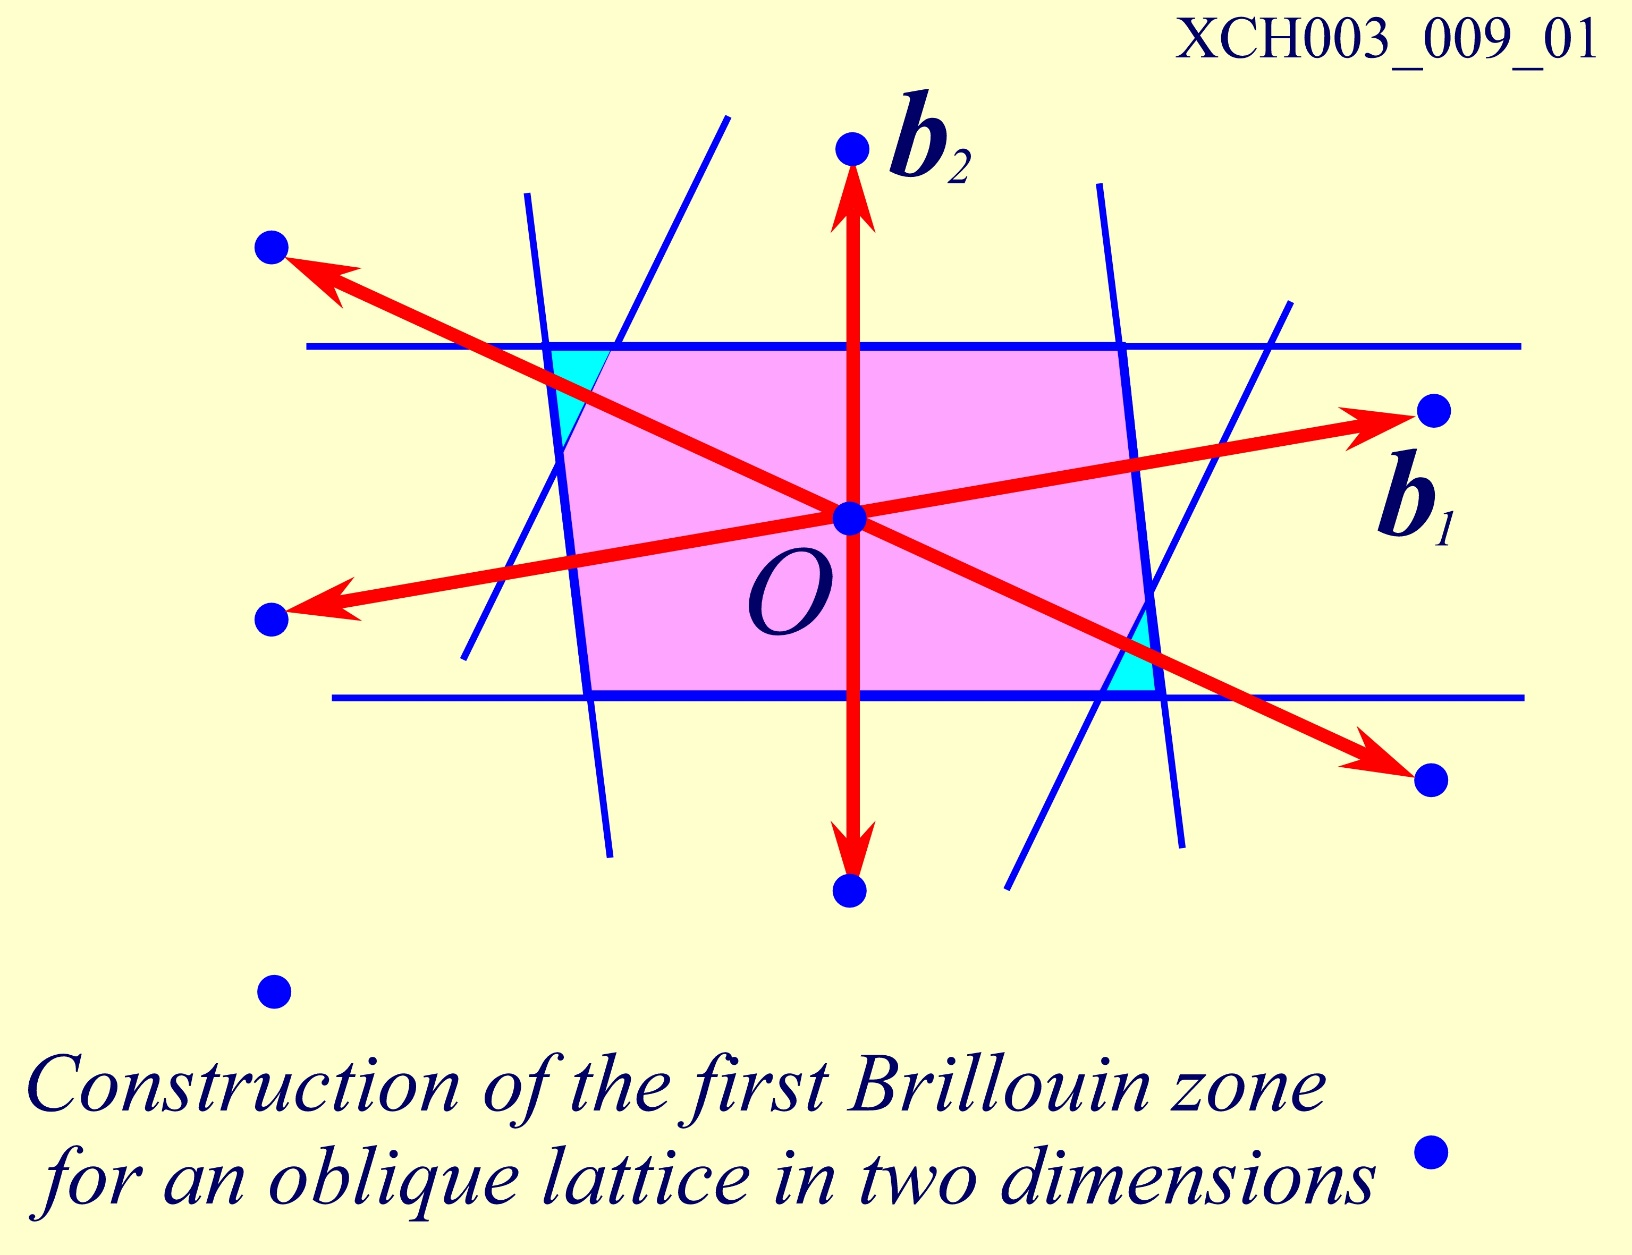 XCH003_009_01
b2
b1
O
Construction of the first Brillouin zone
for an oblique lattice in two dimensions